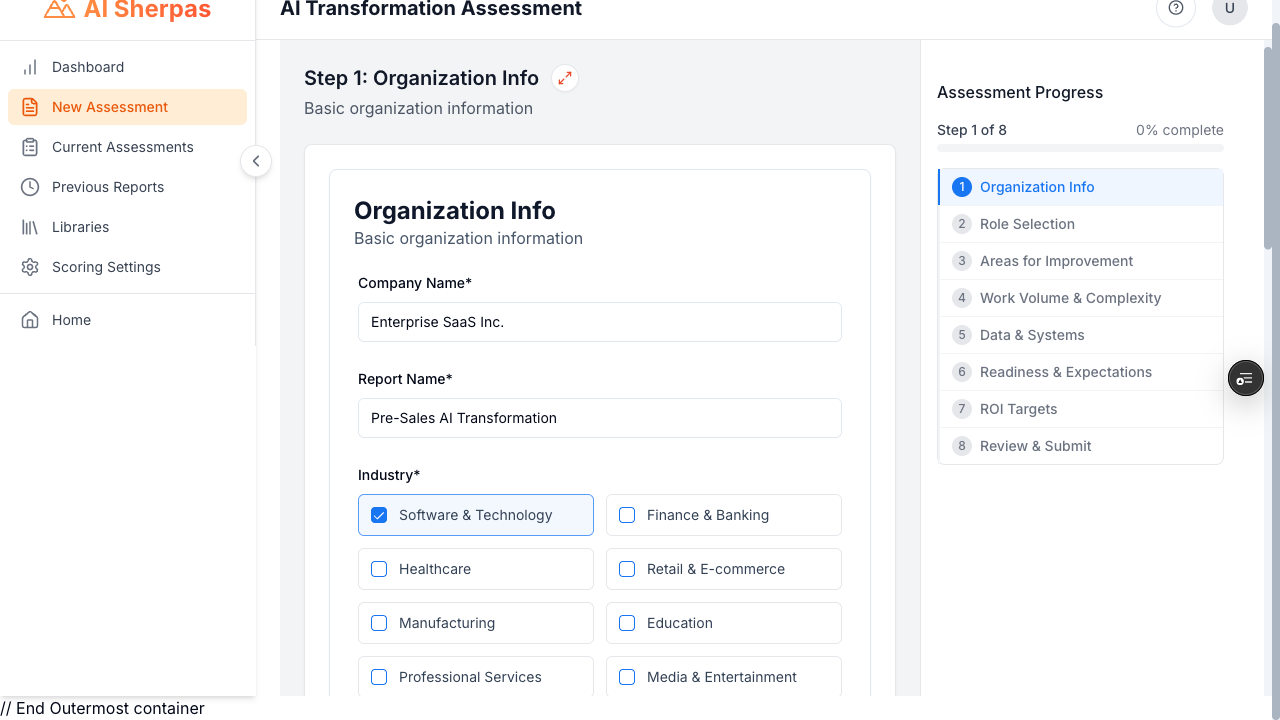 AI Sherpas
Dashboard
New Assessment
Current Assessments
Previous Reports
Libraries
Scoring Settings
Home
AI Transformation Assessment
U
Step 1: Organization Info
Basic organization information
Organization Info
Basic organization information
Company Name*
Enterprise SaaS Inc.
Report Name*
Pre-Sales AI Transformation
Industry*
Software & Technology
Finance & Banking
Healthcare
Retail & E-commerce
Manufacturing
Education
Professional Services
Media & Entertainment
Assessment Progress
Step 1 of 8
0% complete
1 Organization Info
2 Role Selection
3 Areas for Improvement
4 Work Volume & Complexity
5 Data & Systems
6 Readiness & Expectations
7 ROI Targets
8 Review & Submit
// End Outermost container